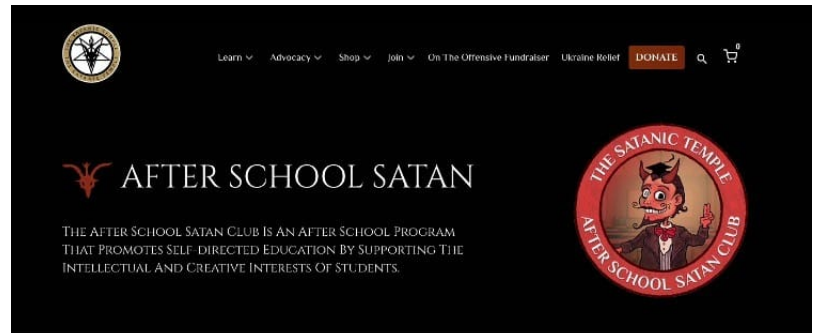 Learn Advocacy Shop Join On The Offensive Fundraiser Ukraine Relief DONATE 0
AFTER SCHOOL SATAN
THE AFTER SCHOOL SATAN CLUB IS AN AFTER SCHOOL PROGRAM
THAT PROMOTES SELF-DIRECTED EDUCATION BY SUPPORTING THE
INTELLECTUAL AND CREATIVE INTERESTS OF STUDENTS.
THE SATANIC TEMPLE
AFTER SCHOOL SATAN CLUB